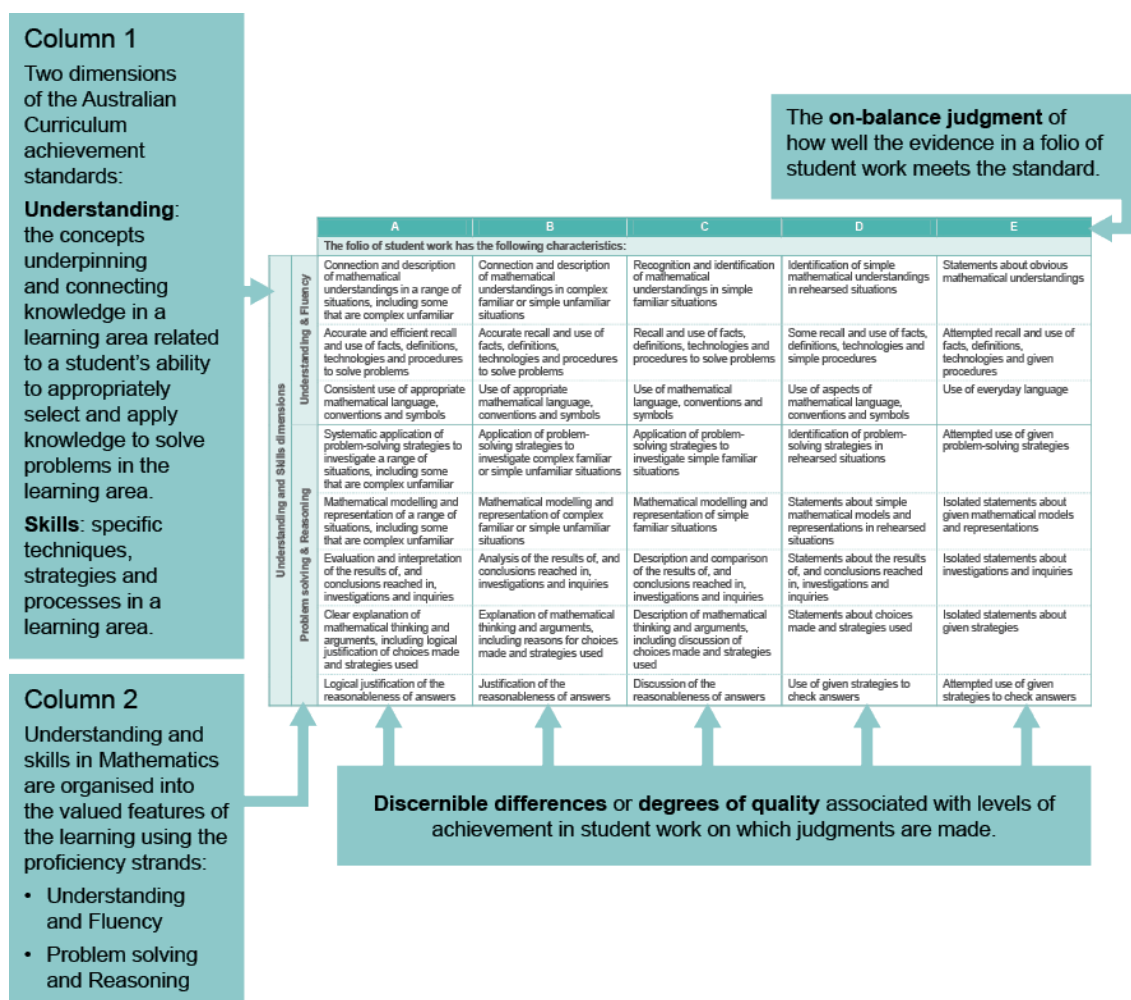 Column 1
Two dimensions
of the Australian
Curriculum
achievement
standards:
Understanding:
the concepts
underpinning
and connecting
knowledge in a
learning area related
to a student's ability
to appropriately
select and apply
knowledge to solve
problems in the
learning area.
Skills: specific
techniques,
strategies and
processes in a
learning area.
Column 2
Understanding and
skills in Mathematics
are organised into
the valued features of
the learning using the
proficiency strands:
• Understanding
and Fluency
• Problem solving
and Reasoning
The on-balance judgment of
how well the evidence in a folio of
student work meets the standard.
A B C D E
The folio of student work has the following characteristics:
Understanding and Skills dimensions
Understanding & Fluency
Connection and description
of mathematical
understandings in a range of
situations, including some
that are complex unfamiliar
Connection and description
of mathematical
understandings in complex
familiar or simple unfamiliar
situations
Recognition and identification
of mathematical
understandings in simple
familiar situations
Identification of simple
mathematical understandings
in rehearsed situations
Statements about obvious
mathematical understandings
Accurate and efficient recall
and use of facts, definitions,
technologies and procedures
to solve problems
Accurate recall and use of
facts, definitions,
technologies and procedures
to solve problems
Recall and use of facts,
definitions, technologies and
procedures to solve problems
Some recall and use of facts,
definitions, technologies and
simple procedures
Attempted recall and use of
facts, definitions,
technologies and given
procedures
Consistent use of appropriate
mathematical language,
conventions and symbols
Use of appropriate
mathematical language,
conventions and symbols
Use of mathematical
language, conventions and
symbols
Use of aspects of
mathematical language,
conventions and symbols
Use of everyday language
Problem solving & Reasoning
Systematic application of
problem-solving strategies to
investigate a range of
situations, including some
that are complex unfamiliar
Application of problem-
solving strategies to
investigate complex familiar
or simple unfamiliar situations
Application of problem-
solving strategies to
investigate simple familiar
situations
Identification of problem-
solving strategies in
rehearsed situations
Attempted use of given
problem-solving strategies
Mathematical modelling and
representation of a range of
situations, including some
that are complex unfamiliar
Mathematical modelling and
representation of complex
familiar or simple unfamiliar
situations
Mathematical modelling and
representation of simple
familiar situations
Statements about simple
mathematical models and
representations in rehearsed
situations
Isolated statements about
given mathematical models
and representations
Evaluation and interpretation
of the results of, and
conclusions reached in,
investigations and inquiries
Analysis of the results of, and
conclusions reached in,
investigations and inquiries
Description and comparison
of the results of, and
conclusions reached in,
investigations and inquiries
Statements about the results
of, and conclusions reached
in, investigations and
inquiries
Isolated statements about
investigations and inquiries
Clear explanation of
mathematical thinking and
arguments, including logical
justification of choices made
and strategies used
Explanation of mathematical
thinking and arguments,
including reasons for choices
made and strategies used
Description of mathematical
thinking and arguments,
including discussion of
choices made and strategies
used
Statements about choices
made and strategies used
Isolated statements about
given strategies
Logical justification of the
reasonableness of answers
Justification of the
reasonableness of answers
Discussion of the
reasonableness of answers
Use of given strategies to
check answers
Attempted use of given
strategies to check answers
Discernible differences or degrees of quality associated with levels of
achievement in student work on which judgments are made.